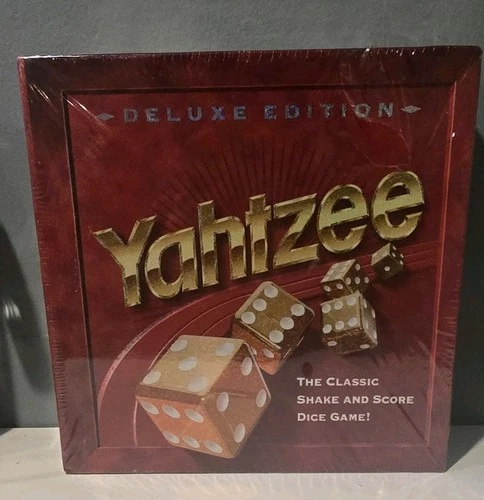 DELUXE EDITION
Yahtzee
THE CLASSIC
SHAKE AND SCORE
DICE GAME!